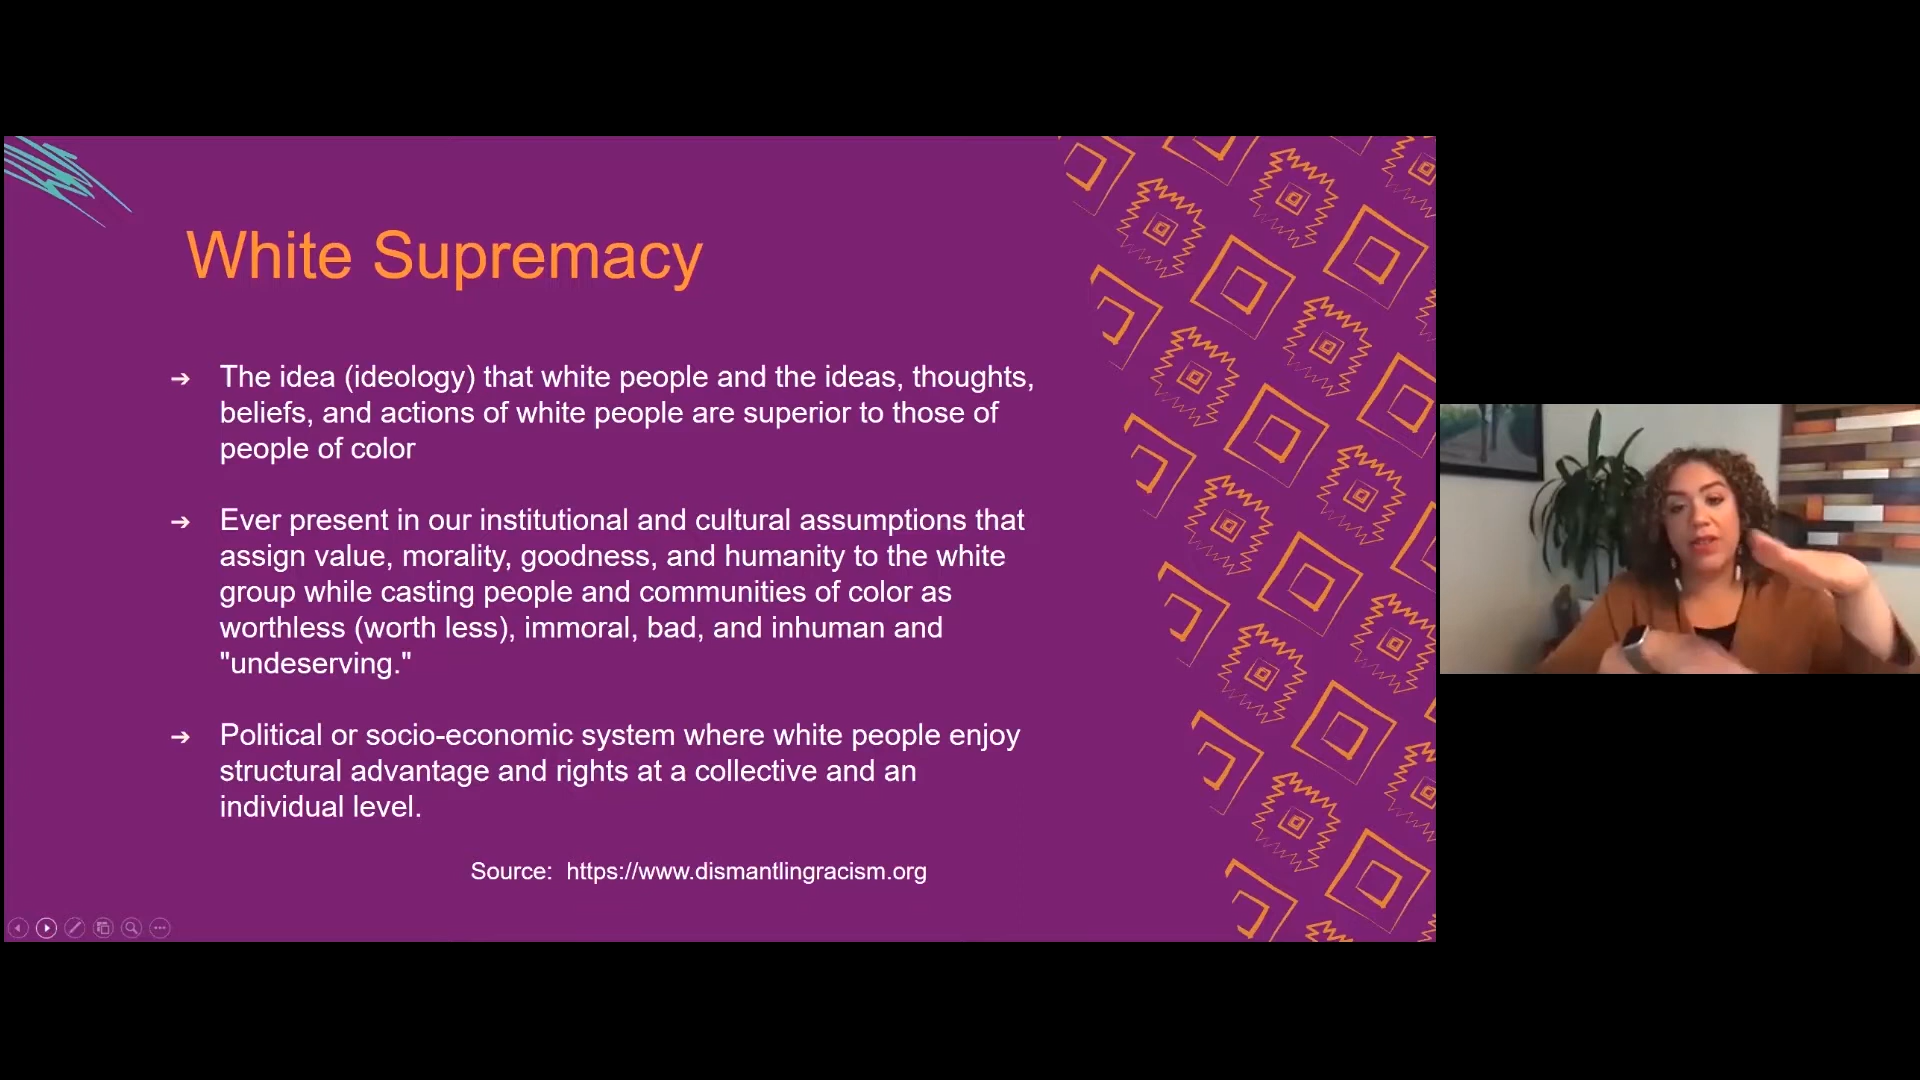 White Supremacy
➔ The idea (ideology) that white people and the ideas, thoughts,
beliefs, and actions of white people are superior to those of
people of color
➔ Ever present in our institutional and cultural assumptions that
assign value, morality, goodness, and humanity to the white
group while casting people and communities of color as
worthless (worth less), immoral, bad, and inhuman and
"undeserving."
➔ Political or socio-economic system where white people enjoy
structural advantage and rights at a collective and an
individual level.
Source: https://www.dismantlingracism.org